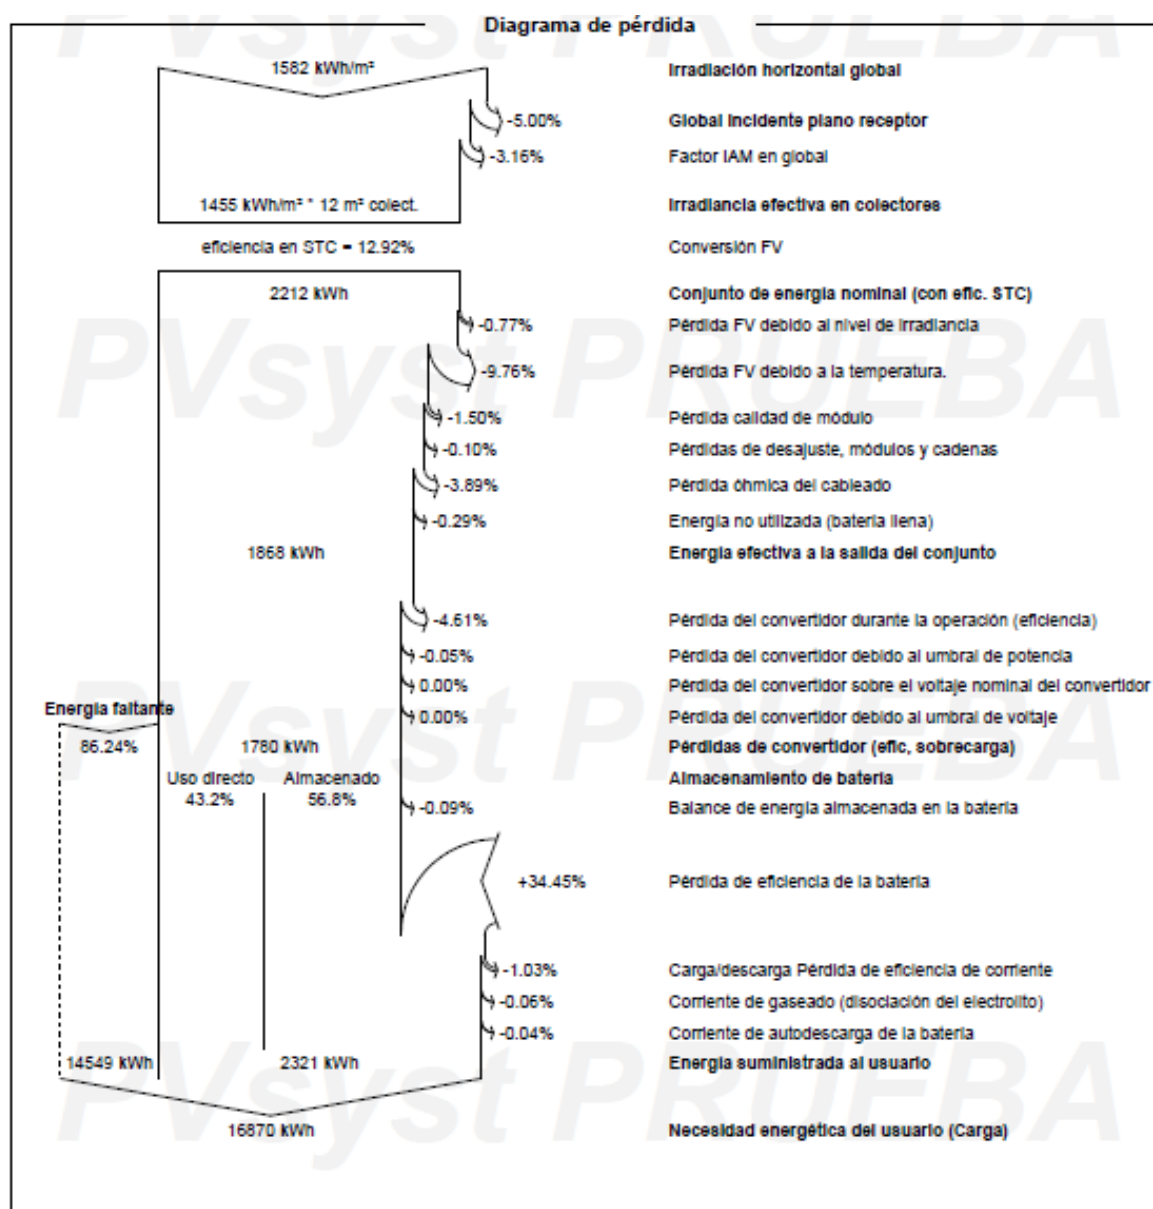 Diagrama de pérdida
1582 kWh/m² Irradiación horizontal global
-5.00% Global incidente plano receptor
-3.16% Factor IAM en global
1455 kWh/m² * 12 m² colect. Irradiancia efectiva en colectores
eficiencia en STC = 12.92% Conversión FV
2212 kWh Conjunto de energía nominal (con efic. STC)
-0.77% Pérdida FV debido al nivel de irradiancia
-9.76% Pérdida FV debido a la temperatura.
-1.50% Pérdida calidad de módulo
-0.10% Pérdidas de desajuste, módulos y cadenas
-3.89% Pérdida óhmica del cableado
-0.29% Energía no utilizada (batería llena)
1868 kWh Energía efectiva a la salida del conjunto
-4.61% Pérdida del convertidor durante la operación (eficiencia)
-0.05% Pérdida del convertidor debido al umbral de potencia
0.00% Pérdida del convertidor sobre el voltaje nominal del convertidor
Energía faltante 0.00% Pérdida del convertidor debido al umbral de voltaje
86.24% 1780 kWh Pérdidas de convertidor (efic, sobrecarga)
Uso directo Almacenado Almacenamiento de batería
43.2% 56.8% -0.09% Balance de energía almacenada en la batería
+34.45% Pérdida de eficiencia de la batería
-1.03% Carga/descarga Pérdida de eficiencia de corriente
-0.06% Corriente de gaseado (disociación del electrolito)
-0.04% Corriente de autodescarga de la batería
14549 kWh 2321 kWh Energía suministrada al usuario
16870 kWh Necesidad energética del usuario (Carga)
PVsyst PRUEBA
PVsyst PRUEBA
PVsyst PRUEBA
PVsyst PRUEBA